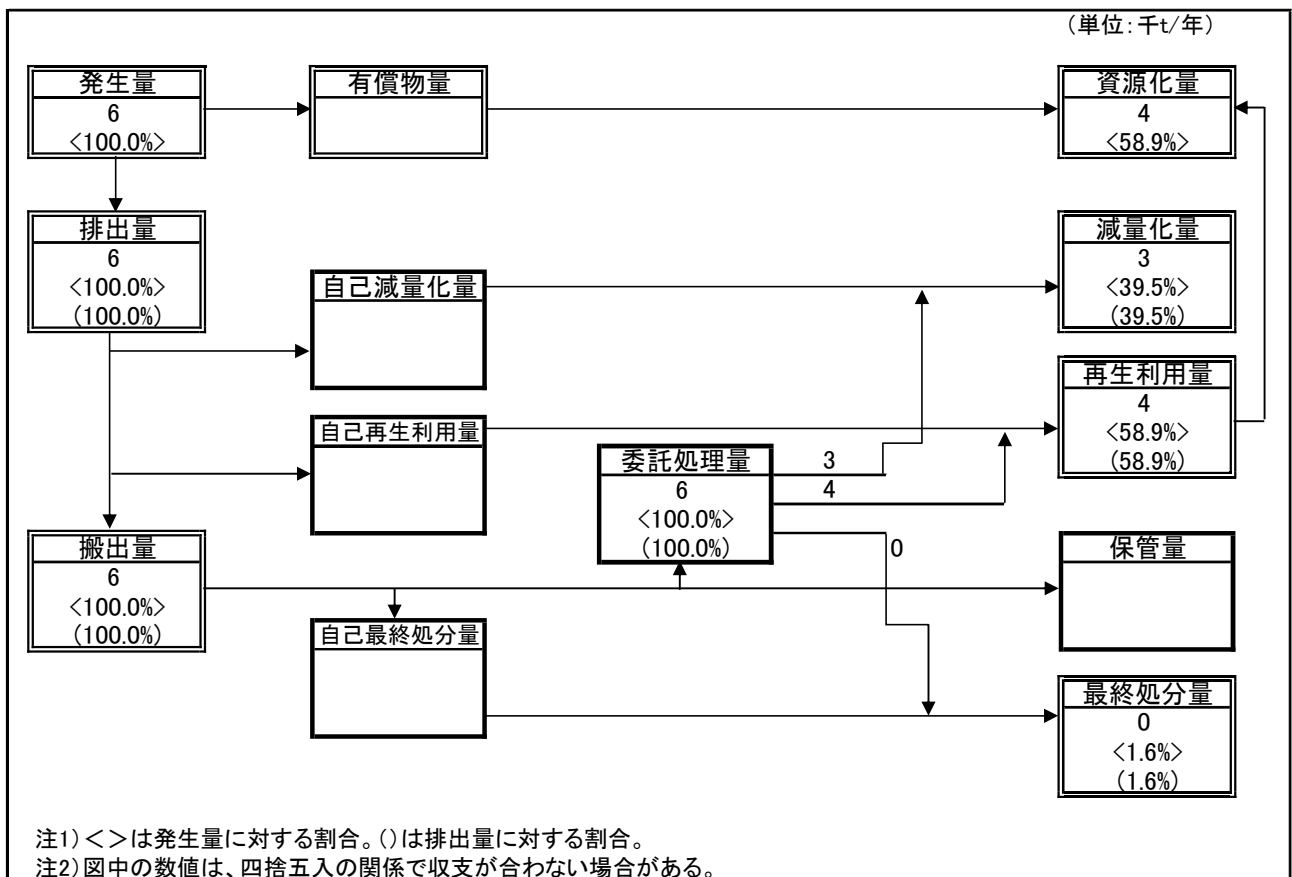 (単位:千t/年)
発生量
6
<100.0%>
有償物量
資源化量
4
<58.9%>
排出量
6
<100.0%>
(100.0%)
減量化量
3
<39.5%>
(39.5%)
自己減量化量
再生利用量
4
<58.9%>
(58.9%)
自己再生利用量
委託処理量
6
<100.0%>
(100.0%)
3
4
0
搬出量
6
<100.0%>
(100.0%)
保管量
自己最終処分量
最終処分量
0
<1.6%>
(1.6%)
注1)<>は発生量に対する割合。()は排出量に対する割合。
注2)図中の数値は、四捨五入の関係で収支が合わない場合がある。